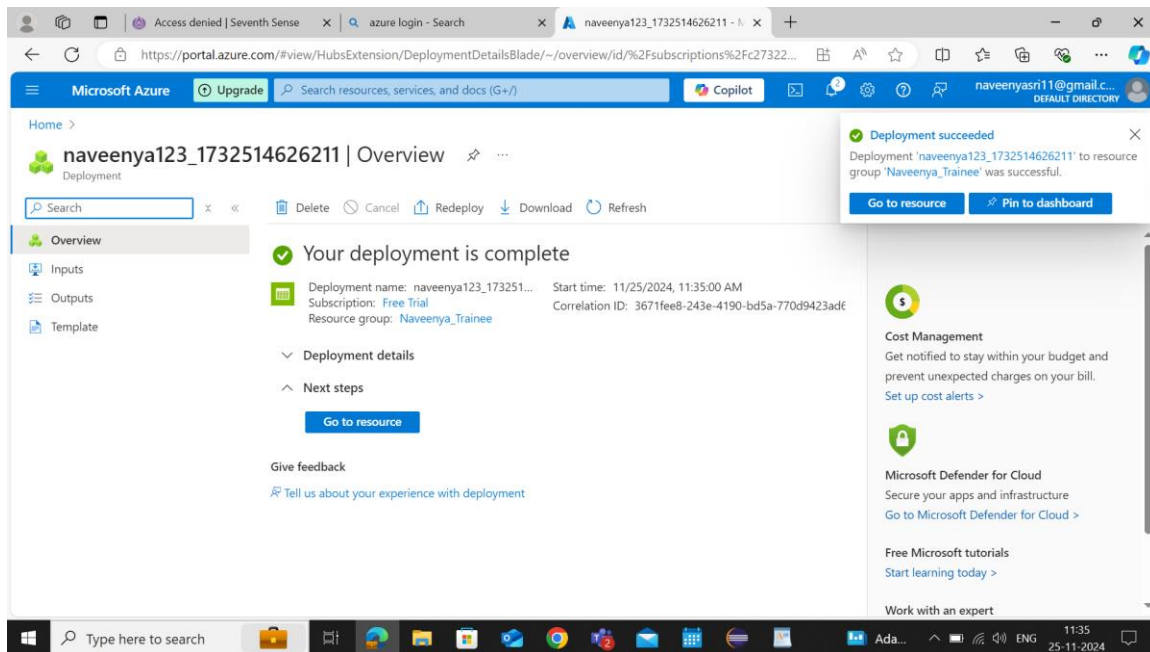 Access denied | Seventh Sense
azure login - Search
naveenya123_1732514626211 - M
https://portal.azure.com/#view/HubsExtension/DeploymentDetailsBlade/~/overview/id/%2Fsubscriptions%2Fc27322...
Microsoft Azure
Upgrade
Search resources, services, and docs (G+/)
Copilot
2
naveenyasri11@gmail.c...
DEFAULT DIRECTORY
Home >
naveenya123_1732514626211 | Overview
Deployment
Deployment succeeded
Deployment 'naveenya123_1732514626211' to resource
group 'Naveenya_Trainee' was successful.
Go to resource
Pin to dashboard
Search
Delete
Cancel
Redeploy
Download
Refresh
Overview
Inputs
Outputs
Template
Your deployment is complete
Deployment name: naveenya123_173251...
Subscription: Free Trial
Resource group: Naveenya_Trainee
Start time: 11/25/2024, 11:35:00 AM
Correlation ID: 3671fee8-243e-4190-bd5a-770d9423ad6
Deployment details
Next steps
Go to resource
Give feedback
Tell us about your experience with deployment
Cost Management
Get notified to stay within your budget and
prevent unexpected charges on your bill.
Set up cost alerts >
Microsoft Defender for Cloud
Secure your apps and infrastructure
Go to Microsoft Defender for Cloud >
Free Microsoft tutorials
Start learning today >
Work with an expert
Type here to search
Ada...
ENG
11:35
25-11-2024